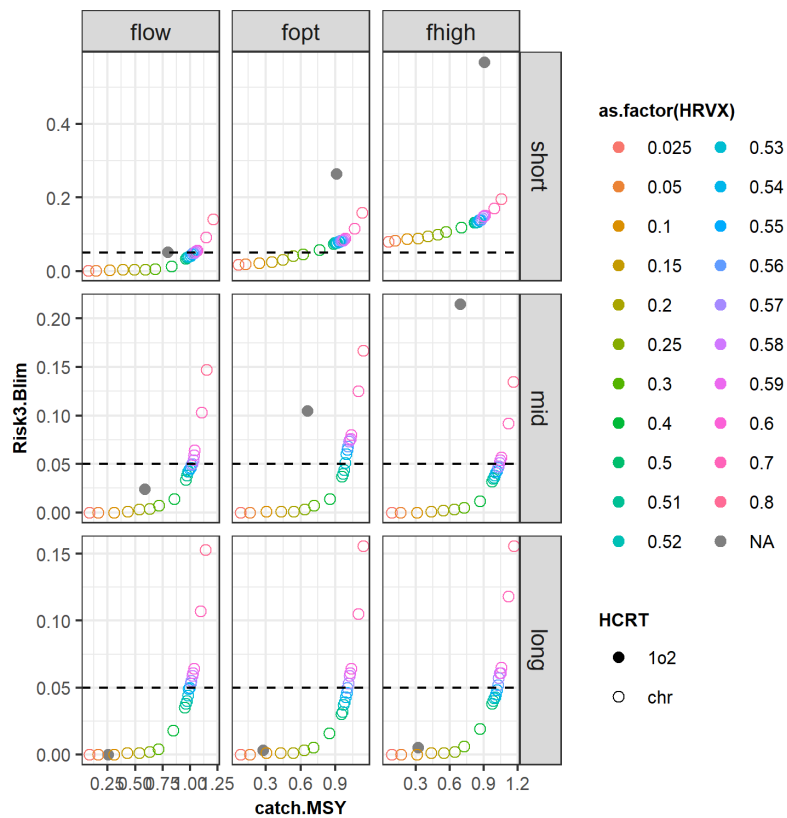 flow
fopt
fhigh
short
mid
long
0.4
0.2
0.0
0.20
0.15
0.10
0.05
0.00
0.15
0.10
0.05
0.00
0.25 0.50 0.75 1.00 1.25
0.3 0.6 0.9
0.3 0.6 0.9 1.2
catch.MSY
Risk3.Blim
as.factor(HRVX)
0.025 0.53
0.05 0.54
0.1 0.55
0.15 0.56
0.2 0.57
0.25 0.58
0.3 0.59
0.4 0.6
0.5 0.7
0.51 0.8
0.52 NA
HCRT
1o2
chr